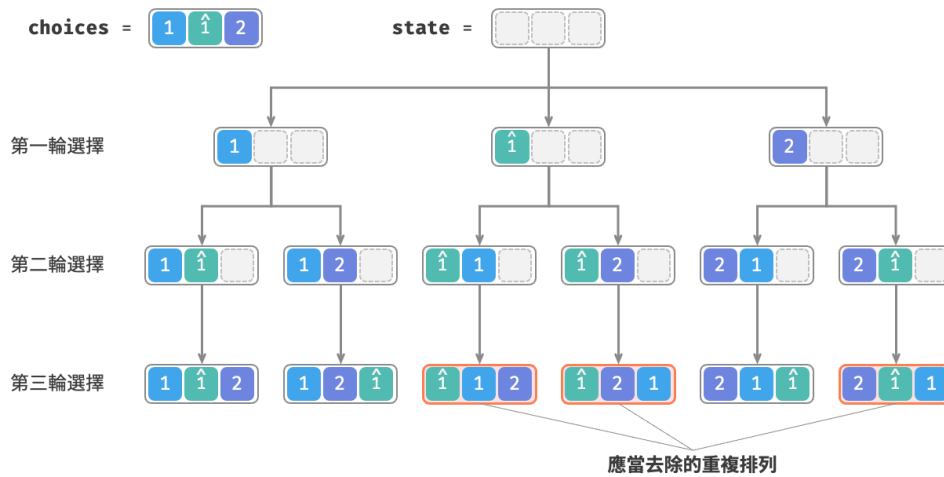 choices = 1 1̂ 2
state =
第一輪選擇 1 1̂ 2
第二輪選擇 1 1̂ 1 2 1̂ 1 1̂ 2 2 1 2 1̂
第三輪選擇 1 1̂ 2 1 2 1̂ 1̂ 1 2 1̂ 2 1 2 1 1̂ 2 1̂ 1
應當去除的重複排列